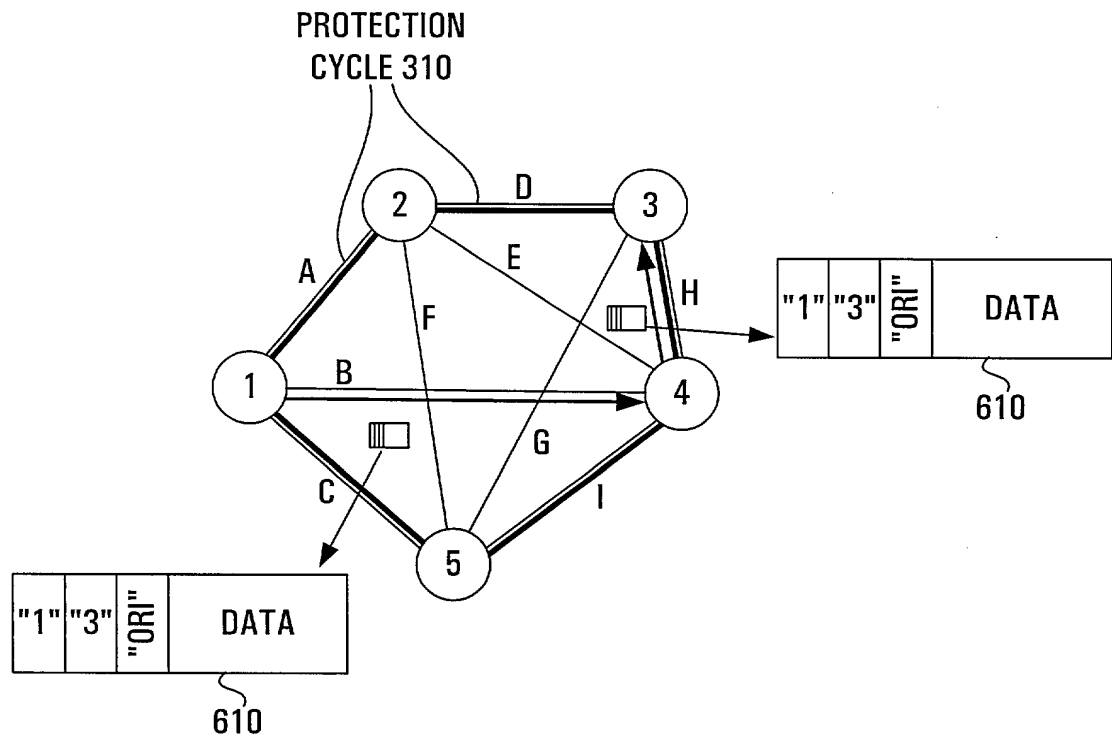 PROTECTION
CYCLE 310
D
2
3
A
E
H
"1" "3" "ORI" DATA
F
610
B
1
4
G
C
I
5
"1" "3" "ORI" DATA
610